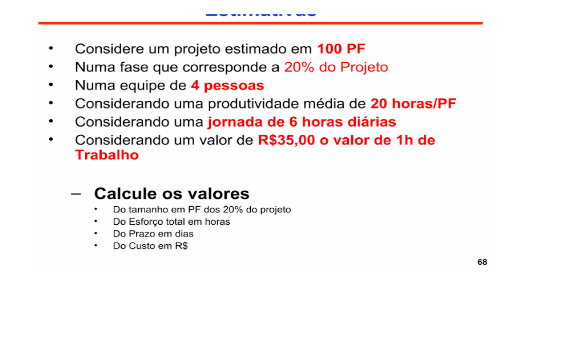 Estimativas
• Considere um projeto estimado em 100 PF
• Numa fase que corresponde a 20% do Projeto
• Numa equipe de 4 pessoas
• Considerando uma produtividade média de 20 horas/PF
• Considerando uma jornada de 6 horas diárias
• Considerando um valor de R$35,00 o valor de 1h de
Trabalho
– Calcule os valores
• Do tamanho em PF dos 20% do projeto
• Do Esforço total em horas
• Do Prazo em dias
• Do Custo em R$
68